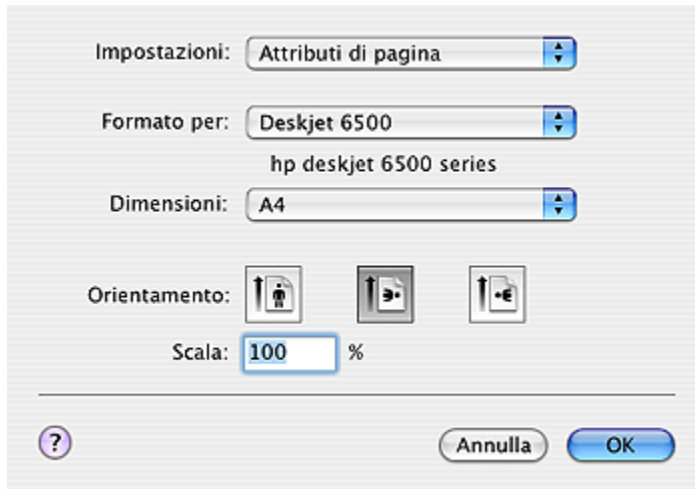 Impostazioni: Attributi di pagina
Formato per: Deskjet 6500
hp deskjet 6500 series
Dimensioni: A4
Orientamento:
Scala: 100 %
? Annulla OK